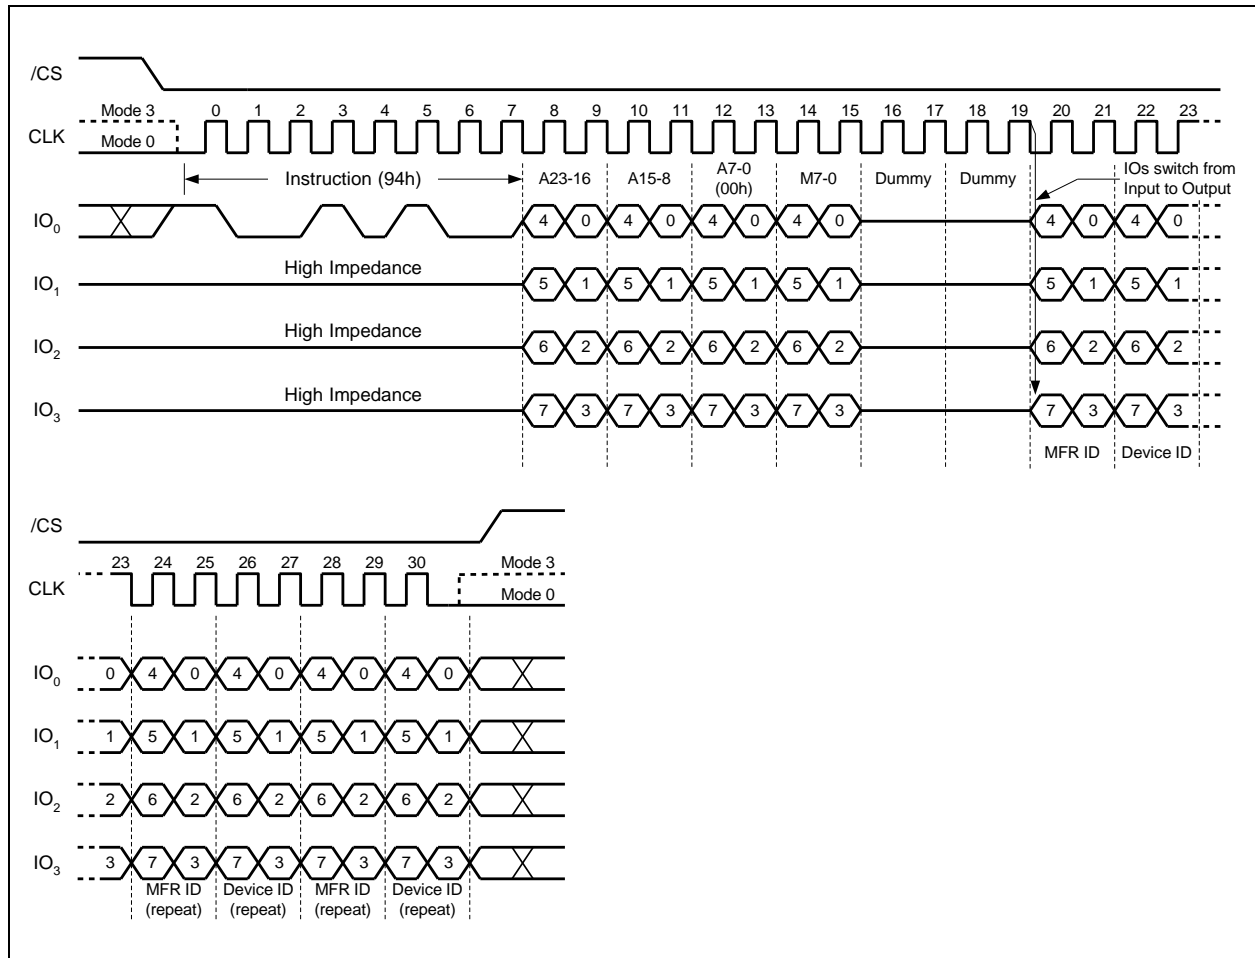 /CS
Mode 3 0 1 2 3 4 5 6 7 8 9 10 11 12 13 14 15 16 17 18 19 20 21 22 23
CLK Mode 0
Instruction (94h) A23-16 A15-8 A7-0 (00h) M7-0 Dummy Dummy IOs switch from Input to Output
IO0 4 0 4 0 4 0 4 0 4 0 4 0
High Impedance
IO1 5 1 5 1 5 1 5 1 5 1 5 1
High Impedance
IO2 6 2 6 2 6 2 6 2 6 2 6 2
High Impedance
IO3 7 3 7 3 7 3 7 3 7 3 7 3
MFR ID Device ID
/CS
23 24 25 26 27 28 29 30 Mode 3
CLK Mode 0
IO0 0 4 0 4 0 4 0 4 0
IO1 1 5 1 5 1 5 1 5 1
IO2 2 6 2 6 2 6 2 6 2
IO3 3 7 3 7 3 7 3 7 3
MFR ID Device ID MFR ID Device ID
(repeat) (repeat) (repeat) (repeat)